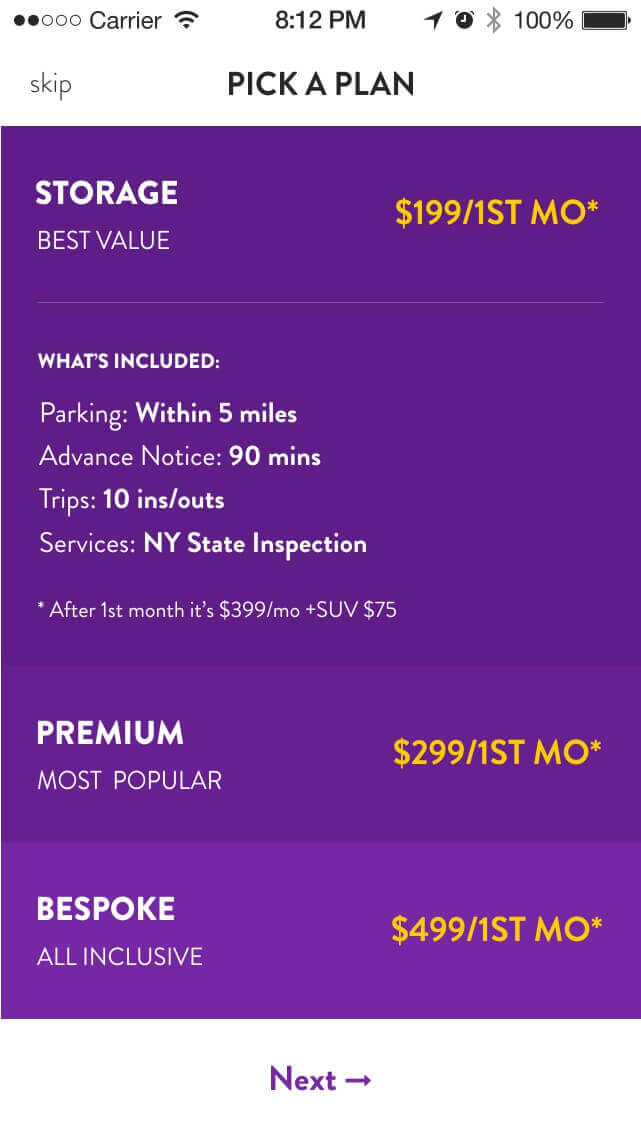 Carrier 8:12 PM 100%
skip PICK A PLAN
STORAGE
$199/1ST MO*
BEST VALUE
WHAT'S INCLUDED:
Parking: Within 5 miles
Advance Notice: 90 mins
Trips: 10 ins/outs
Services: NY State Inspection
* After 1st month it's $399/mo +SUV $75
PREMIUM
$299/1ST MO*
MOST POPULAR
BESPOKE
$499/1ST MO*
ALL INCLUSIVE
Next →